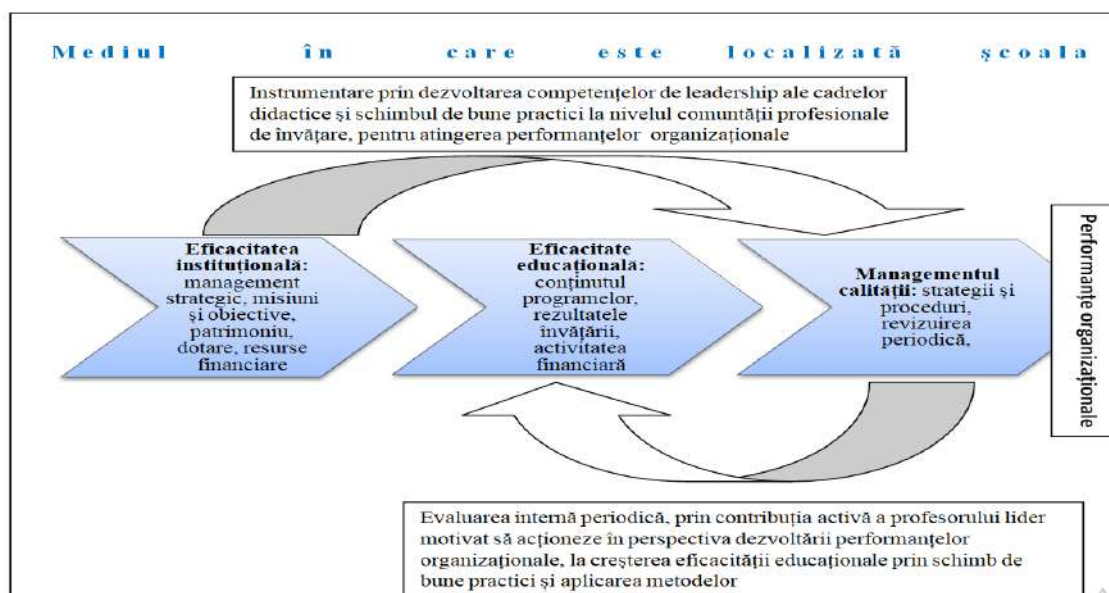 Mediul în care este localizată școala
Instrumentare prin dezvoltarea competențelor de leadership ale cadrelor
didactice și schimbul de bune practici la nivelul comuntății profesionale
de învățare, pentru atingerea performanțelor organizaționale
Eficacitatea
instituțională:
management
strategic, misiuni
și obiective,
patrimoniu,
dotare, resurse
financiare
Eficacitate
educațională:
conținutul
programelor,
rezultatele
învățării,
activitatea
financiară
Managementul
calității: strategii și
proceduri,
revizuirea
periodică,
Performanțe organizaționale
Evaluarea internă periodică, prin contribuția activă a profesorului lider
motivat să acționeze în perspectiva dezvoltării performanțelor
organizaționale, la creșterea eficacității educaționale prin schimb de
bune practici și aplicarea metodelor